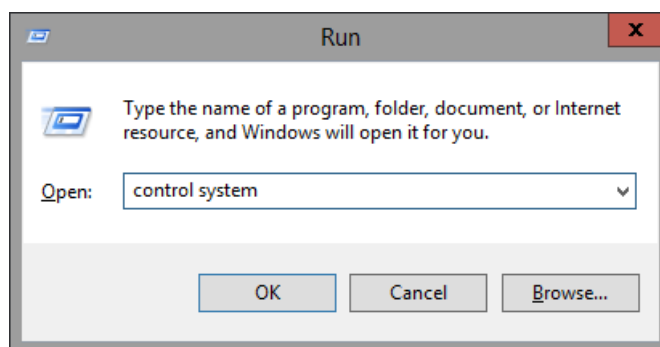 Run
x
Type the name of a program, folder, document, or Internet
resource, and Windows will open it for you.
Open: control system
OK Cancel Browse...